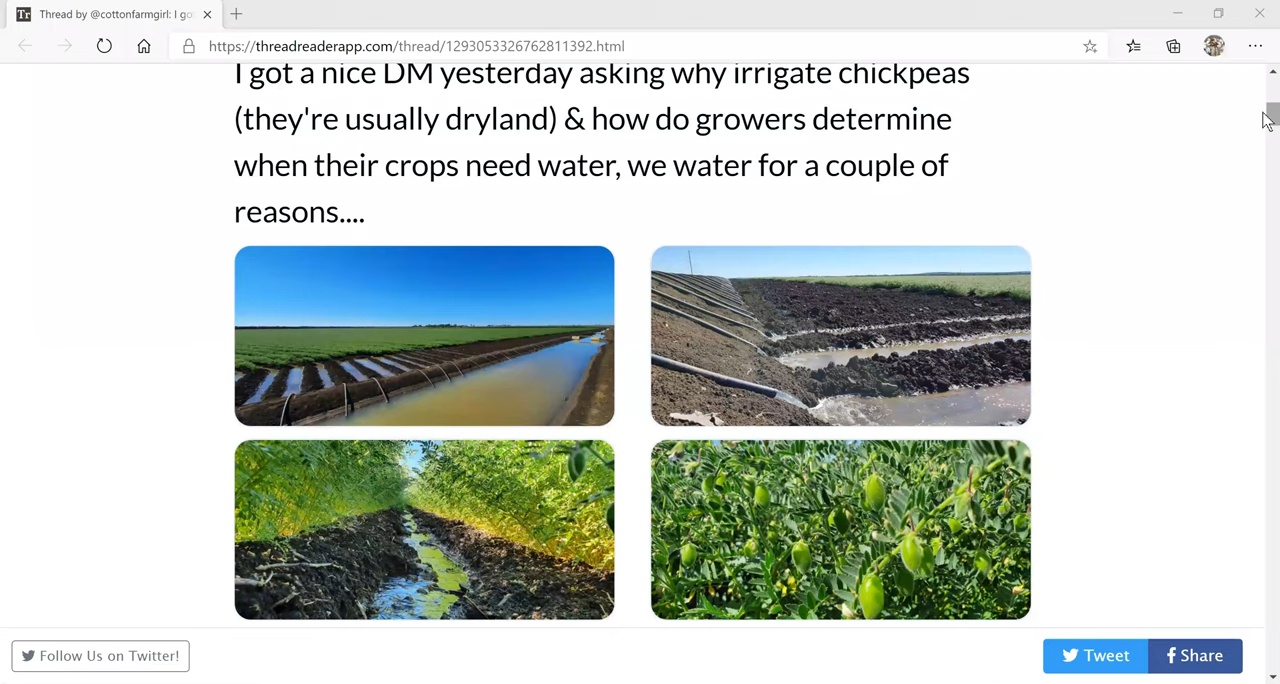 Thread by @cottonfarmgirl: I go
https://threadreaderapp.com/thread/1293053326762811392.html
I got a nice DM yesterday asking why irrigate chickpeas
(they're usually dryland) & how do growers determine
when their crops need water, we water for a couple of
reasons....
Follow Us on Twitter!
Tweet
Share